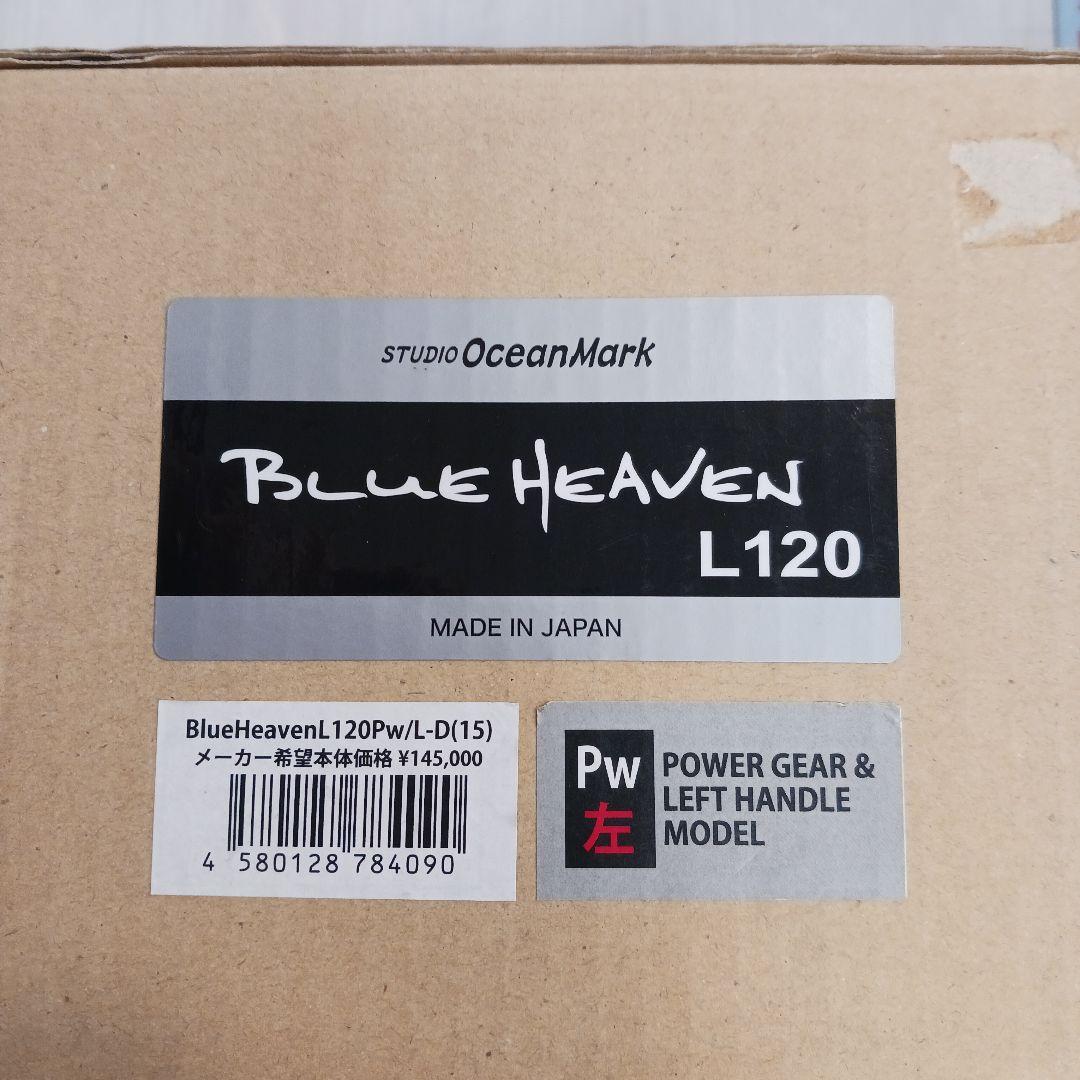 STUDIO OceanMark
BLUE HEAVEN
L120
MADE IN JAPAN
BlueHeavenL120Pw/L-D(15)
メーカー希望本体価格 ¥145,000
4 580128 784090
Pw
左
POWER GEAR &
LEFT HANDLE
MODEL